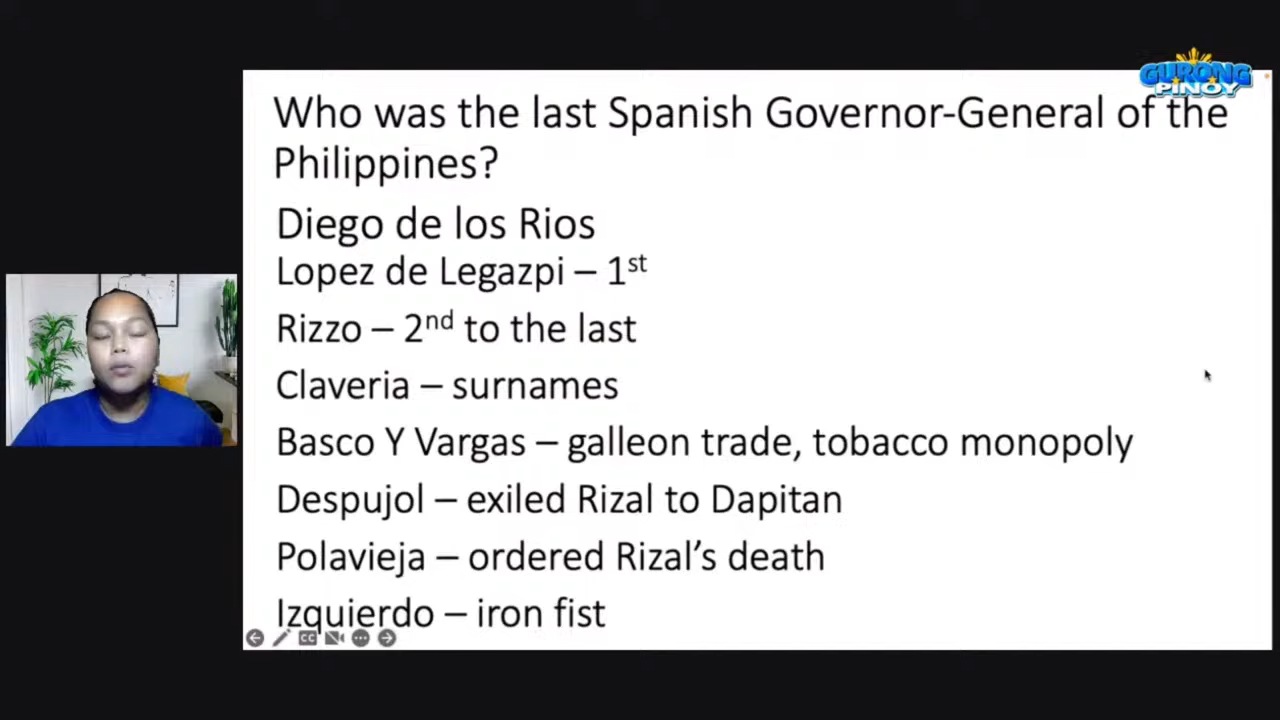 GURONG
PINOY
Who was the last Spanish Governor-General of the
Philippines?
Diego de los Rios
Lopez de Legazpi – 1st
Rizzo – 2nd to the last
Claveria – surnames
Basco Y Vargas – galleon trade, tobacco monopoly
Despujol – exiled Rizal to Dapitan
Polavieja – ordered Rizal's death
Izquierdo – iron fist
CC